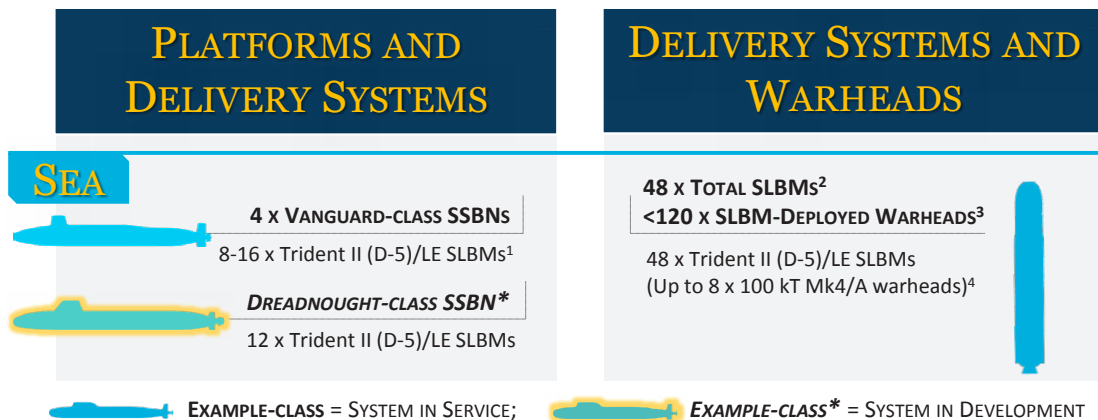 PLATFORMS AND
DELIVERY SYSTEMS
DELIVERY SYSTEMS AND
WARHEADS
SEA
4 x VANGUARD-CLASS SSBNS
8-16 x Trident II (D-5)/LE SLBMs¹
DREADNOUGHT-CLASS SSBN*
12 x Trident II (D-5)/LE SLBMs
48 x TOTAL SLBMS²
<120 x SLBM-DEPLOYED WARHEADS³
48 x Trident II (D-5)/LE SLBMs
(Up to 8 x 100 kT Mk4/A warheads)⁴
EXAMPLE-CLASS = SYSTEM IN SERVICE;
EXAMPLE-CLASS* = SYSTEM IN DEVELOPMENT